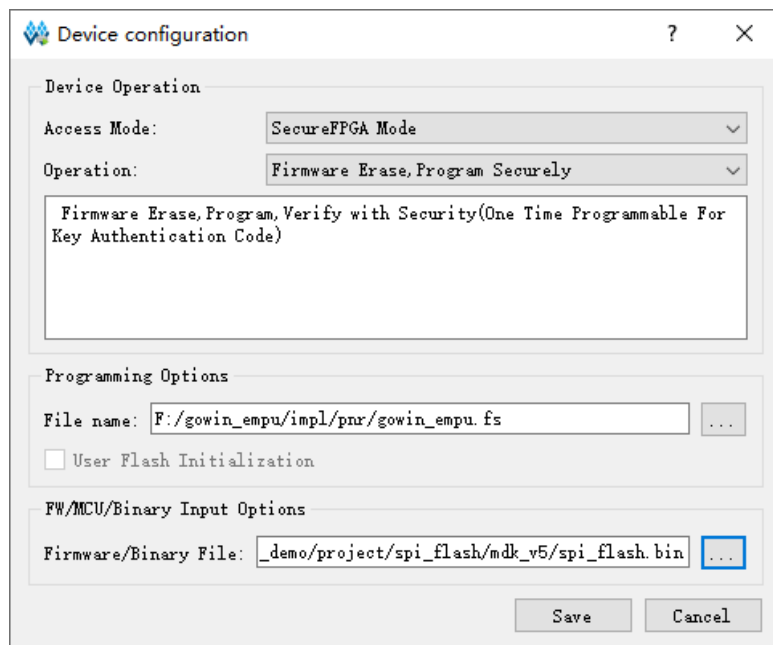 Device configuration
?
Device Operation
Access Mode:
SecureFPGA Mode
Operation:
Firmware Erase,Program Securely
Firmware Erase,Program,Verify with Security(One Time Programmable For
Key Authentication Code)
Programming Options
File name:
F:/gowin_empu/impl/pnr/gowin_empu.fs
...
User Flash Initialization
FW/MCU/Binary Input Options
Firmware/Binary File:
_demo/project/spi_flash/mdk_v5/spi_flash.bin
...
Save
Cancel